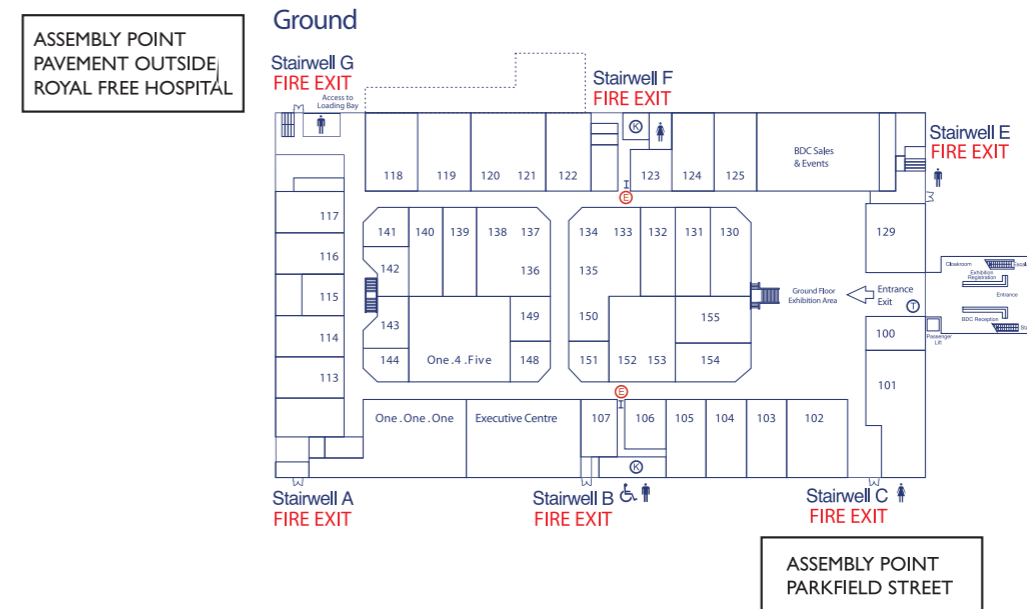 Ground
ASSEMBLY POINT
PAVEMENT OUTSIDE
ROYAL FREE HOSPITAL
Stairwell G
FIRE EXIT
Access to
Loading Bay
Stairwell F
FIRE EXIT
K
Stairwell E
FIRE EXIT
BDC Sales
& Events
118
119
120
121
122
123
124
125
E
117
116
115
114
113
141
140
139
138
137
142
136
143
149
144
One.4.Five
148
134
133
132
131
130
135
150
155
151
152
153
154
129
Ground Floor
Exhibition Area
Entrance
Exit
T
Cloakroom
Exhibition
Registration
Entrance
BDC Reception
Passenger
Lift
100
101
E
One.One.One
Executive Centre
107
106
105
104
103
102
K
Stairwell A
FIRE EXIT
Stairwell B
FIRE EXIT
Stairwell C
FIRE EXIT
ASSEMBLY POINT
PARKFIELD STREET